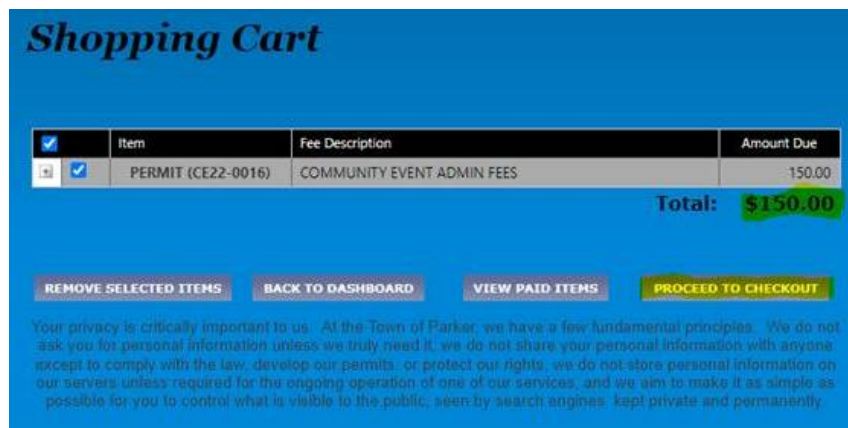 Shopping Cart
Item Fee Description Amount Due
PERMIT (CE22-0016) COMMUNITY EVENT ADMIN FEES 150.00
Total: $150.00
REMOVE SELECTED ITEMS BACK TO DASHBOARD VIEW PAID ITEMS PROCEED TO CHECKOUT
Your privacy is critically important to us. At the Town of Parker, we have a few fundamental principles. We do not
ask you for personal information unless we truly need it, we do not share your personal information with anyone
except to comply with the law, develop our permits, or protect our rights, we do not store personal information on
our servers unless required for the ongoing operation of one of our services, and we aim to make it as simple as
possible for you to control what is visible to the public, seen by search engines, kept private and permanently.